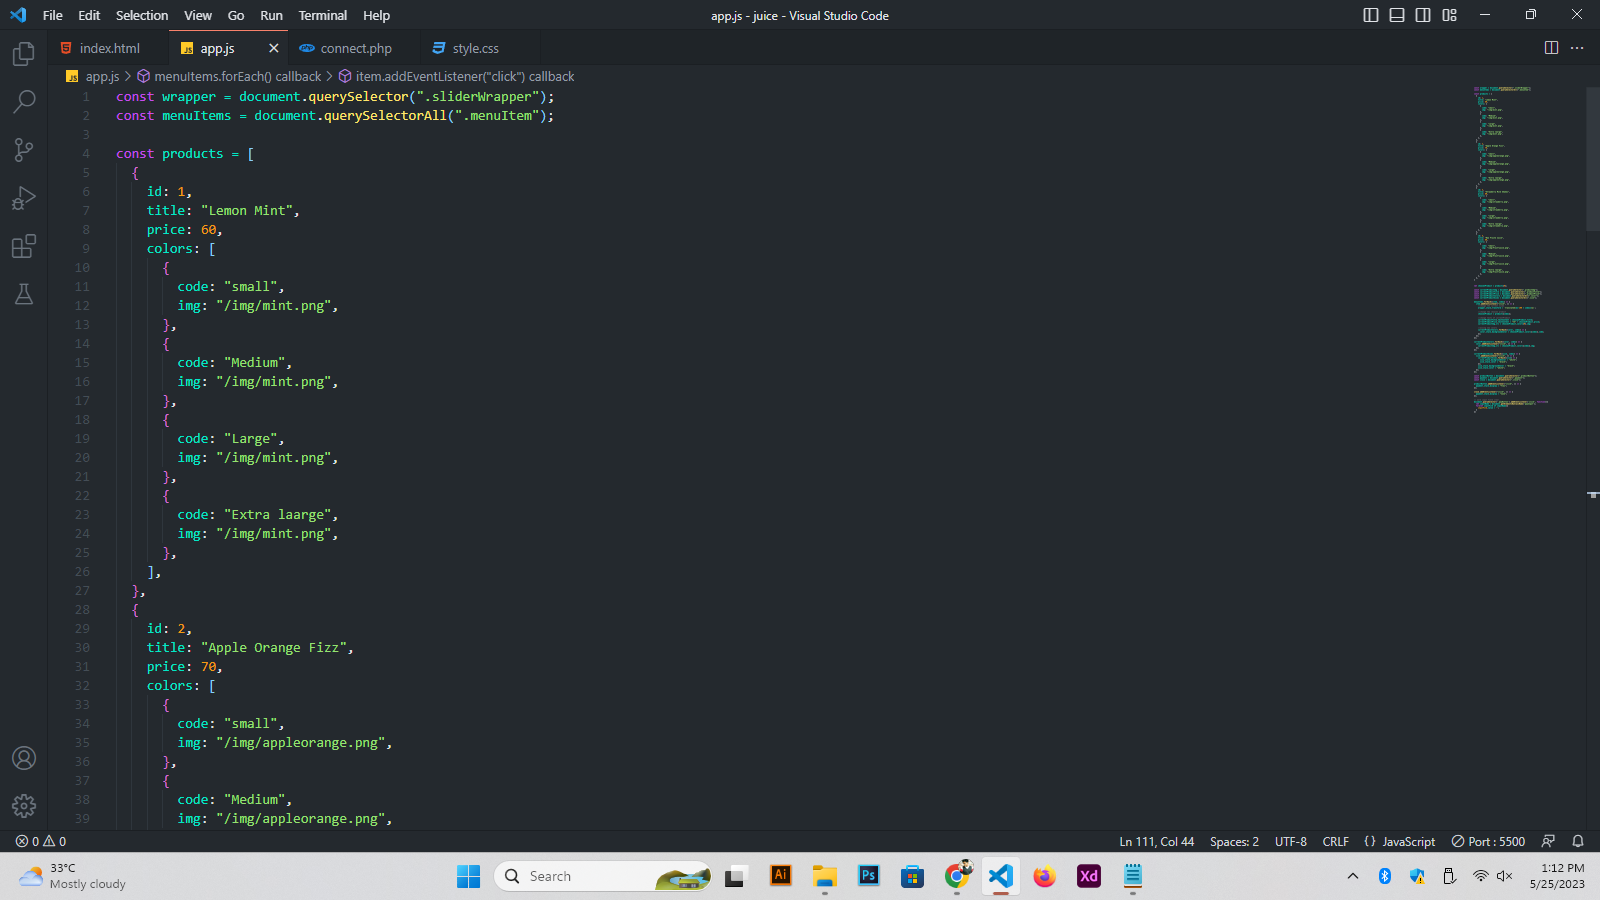 File Edit Selection View Go Run Terminal Help
app.js - juice - Visual Studio Code
index.html
JS app.js
php connect.php
style.css
JS app.js > menuItems.forEach() callback > item.addEventListener("click") callback
1 const wrapper = document.querySelector(".sliderWrapper");
2 const menuItems = document.querySelectorAll(".menuItem");
3
4 const products = [
5 {
6 id: 1,
7 title: "Lemon Mint",
8 price: 60,
9 colors: [
10 {
11 code: "small",
12 img: "/img/mint.png",
13 },
14 {
15 code: "Medium",
16 img: "/img/mint.png",
17 },
18 {
19 code: "Large",
20 img: "/img/mint.png",
21 },
22 {
23 code: "Extra laarge",
24 img: "/img/mint.png",
25 },
26 ],
27 },
28 {
29 id: 2,
30 title: "Apple Orange Fizz",
31 price: 70,
32 colors: [
33 {
34 code: "small",
35 img: "/img/appleorange.png",
36 },
37 {
38 code: "Medium",
39 img: "/img/appleorange.png",
0 0
Ln 111, Col 44 Spaces: 2 UTF-8 CRLF {} JavaScript Port : 5500
33°C
Mostly cloudy
Search
Ai
Ps
Xd
1:12 PM
5/25/2023